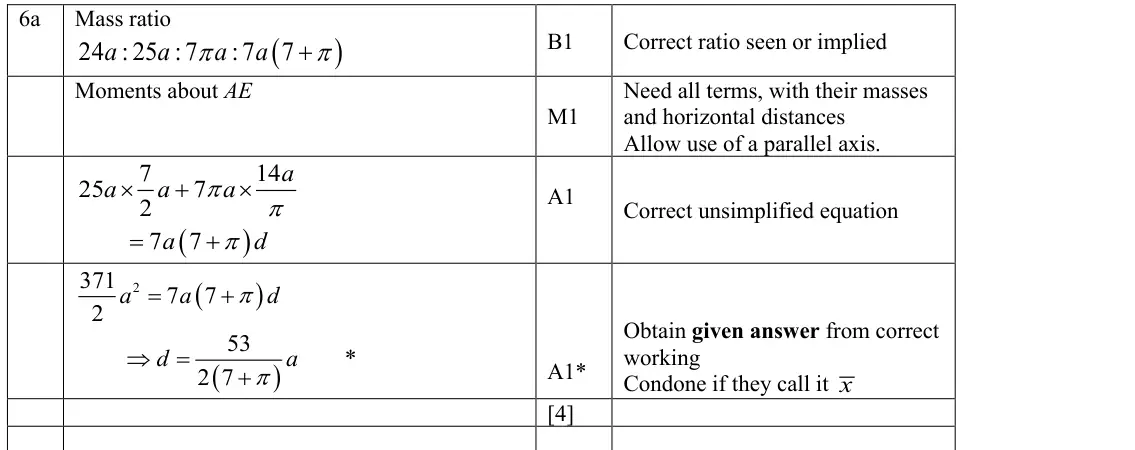 6a Mass ratio
24a : 25a : 7πa : 7a(7 + π) B1 Correct ratio seen or implied
Moments about AE
M1 Need all terms, with their masses
and horizontal distances
Allow use of a parallel axis.
25a × 7/2 a + 7πa × 14a/π
= 7a(7 + π)d
A1 Correct unsimplified equation
371/2 a² = 7a(7 + π)d
⇒ d = 53/2(7 + π) a *
A1* Obtain given answer from correct
working
Condone if they call it x̅
[4]